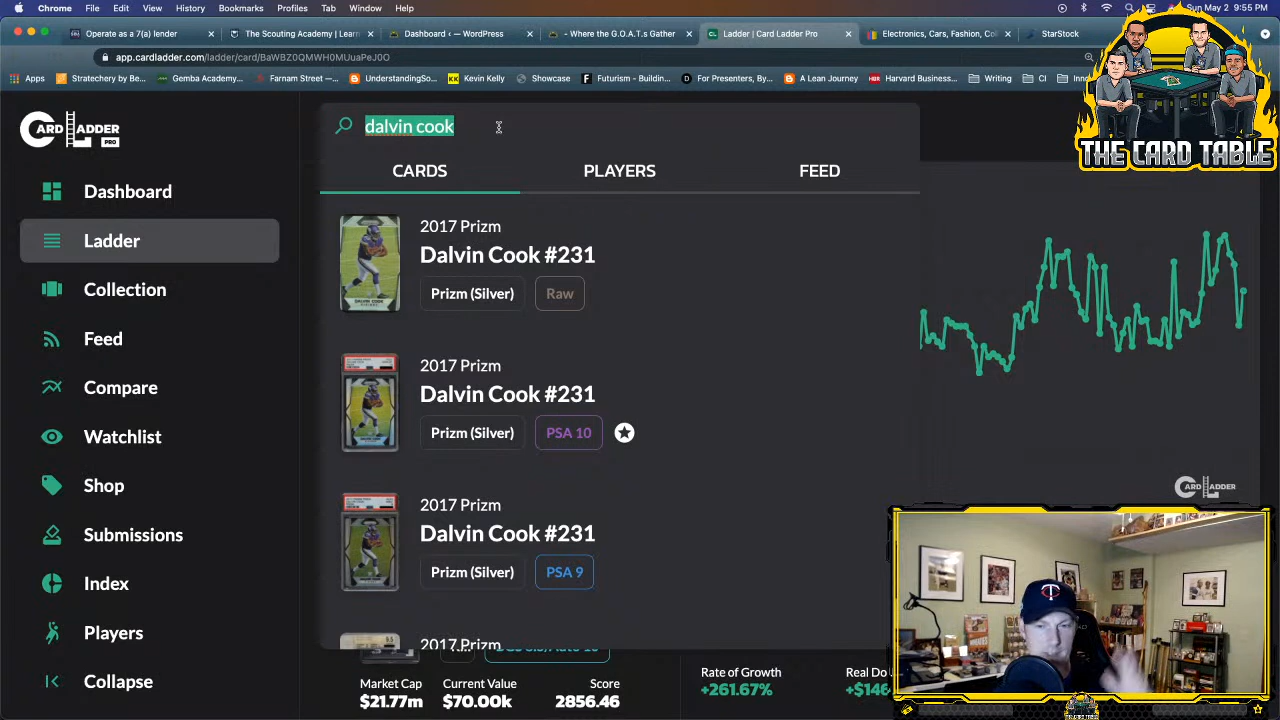 Chrome File Edit View History Bookmarks Profiles Tab Window Help
Sun May 2 9:55 PM
Operate as a 7(a) lender
The Scouting Academy | Learn
Dashboard ‹ — WordPress
- Where the G.O.A.T.s Gather
Ladder | Card Ladder Pro
Electronics, Cars, Fashion, Col
StarStock
app.cardladder.com/ladder/card/BaWBZ0QMWH0MUuaPeJ0O
Apps Stratechery by Be... Gemba Academy... Farnam Street... UnderstandingSo... Kevin Kelly Showcase Futurism - Buildin... For Presenters, By... A Lean Journey Harvard Business... Writing CI
THE CARD TABLE
CARD LADDER
PRO
Dashboard
Ladder
Collection
Feed
Compare
Watchlist
Shop
Submissions
Index
Players
Collapse
dalvin cook
CARDS PLAYERS FEED
2017 Prizm
Dalvin Cook #231
Prizm (Silver) Raw
2017 Prizm
Dalvin Cook #231
Prizm (Silver) PSA 10
2017 Prizm
Dalvin Cook #231
Prizm (Silver) PSA 9
2017 Prizm
CARD LADDER
Market Cap Current Value Score
$70.00k 2856.46
Rate of Growth
+261.67%
Real Do